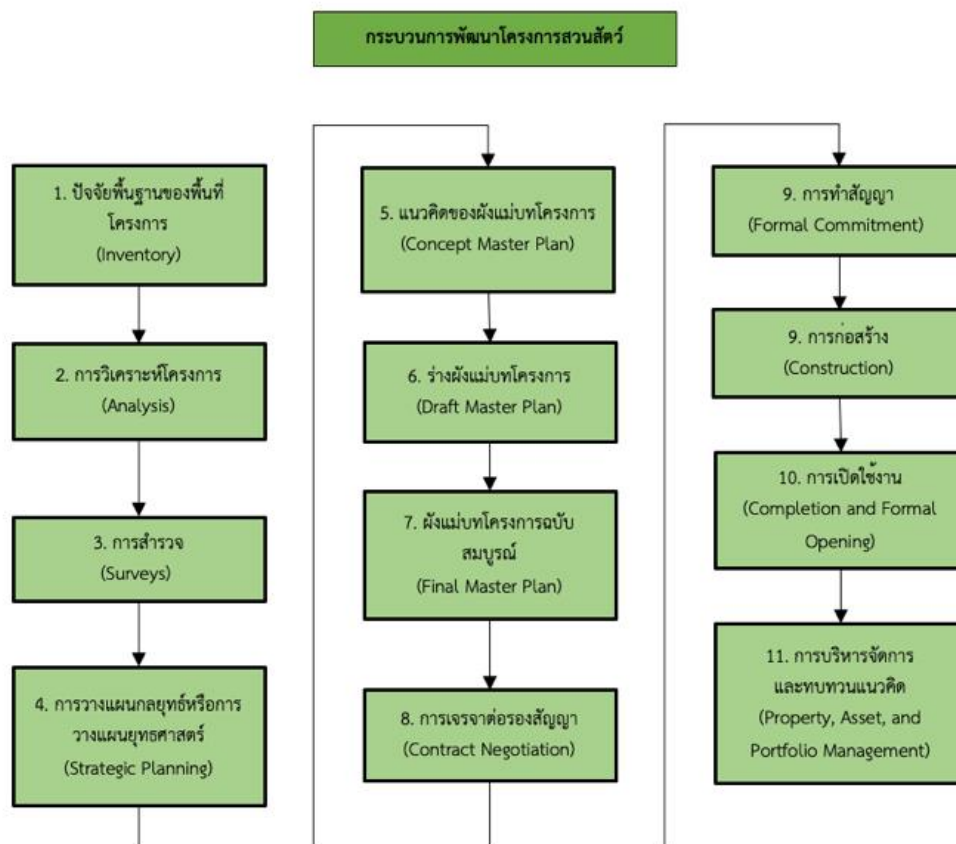 กระบวนการพัฒนาโครงการสวนสัตว์
1. ปัจจัยพื้นฐานของพื้นที่
โครงการ
(Inventory)
2. การวิเคราะห์โครงการ
(Analysis)
3. การสำรวจ
(Surveys)
4. การวางแผนกลยุทธ์หรือการ
วางแผนยุทธศาสตร์
(Strategic Planning)
5. แนวคิดของผังแม่บทโครงการ
(Concept Master Plan)
6. ร่างผังแม่บทโครงการ
(Draft Master Plan)
7. ผังแม่บทโครงการฉบับ
สมบูรณ์
(Final Master Plan)
8. การเจรจาต่อรองสัญญา
(Contract Negotiation)
9. การทำสัญญา
(Formal Commitment)
9. การก่อสร้าง
(Construction)
10. การเปิดใช้งาน
(Completion and Formal
Opening)
11. การบริหารจัดการ
และทบทวนแนวคิด
(Property, Asset, and
Portfolio Management)